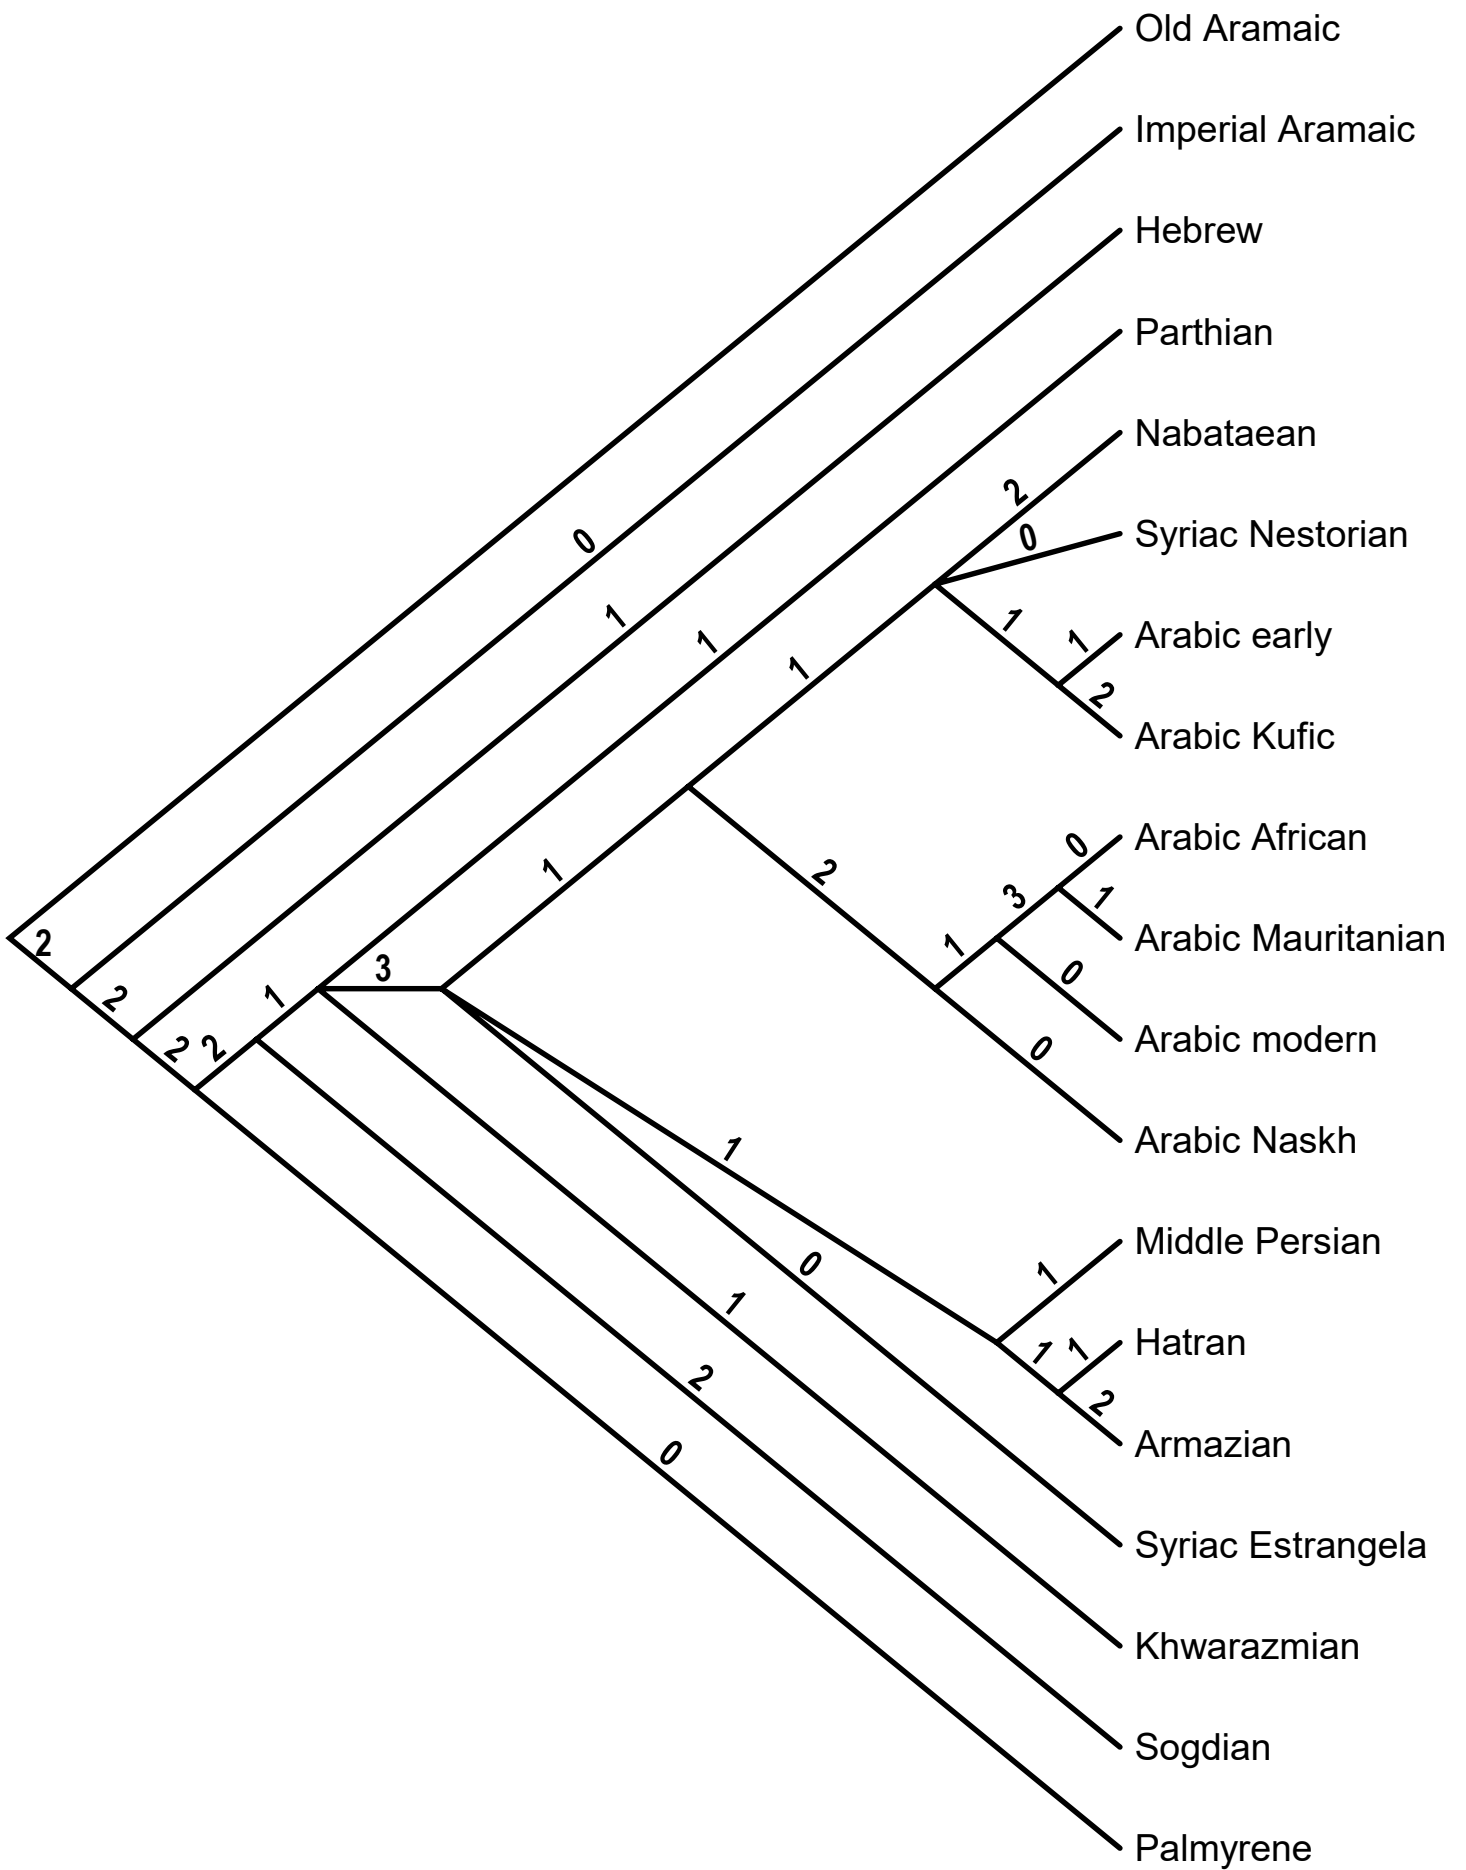 Old Aramaic
Imperial Aramaic
Hebrew
Parthian
Nabataean
2
0
Syriac Nestorian
0
1
1
1
Arabic early
1
1
2
Arabic Kufic
0
Arabic African
1
2
3
1
Arabic Mauritanian
2
1
3
0
2
1
Arabic modern
2
2
0
Arabic Naskh
1
Middle Persian
0
1
1
1
1
Hatran
2
2
Armazian
0
Syriac Estrangela
Khwarazmian
Sogdian
Palmyrene